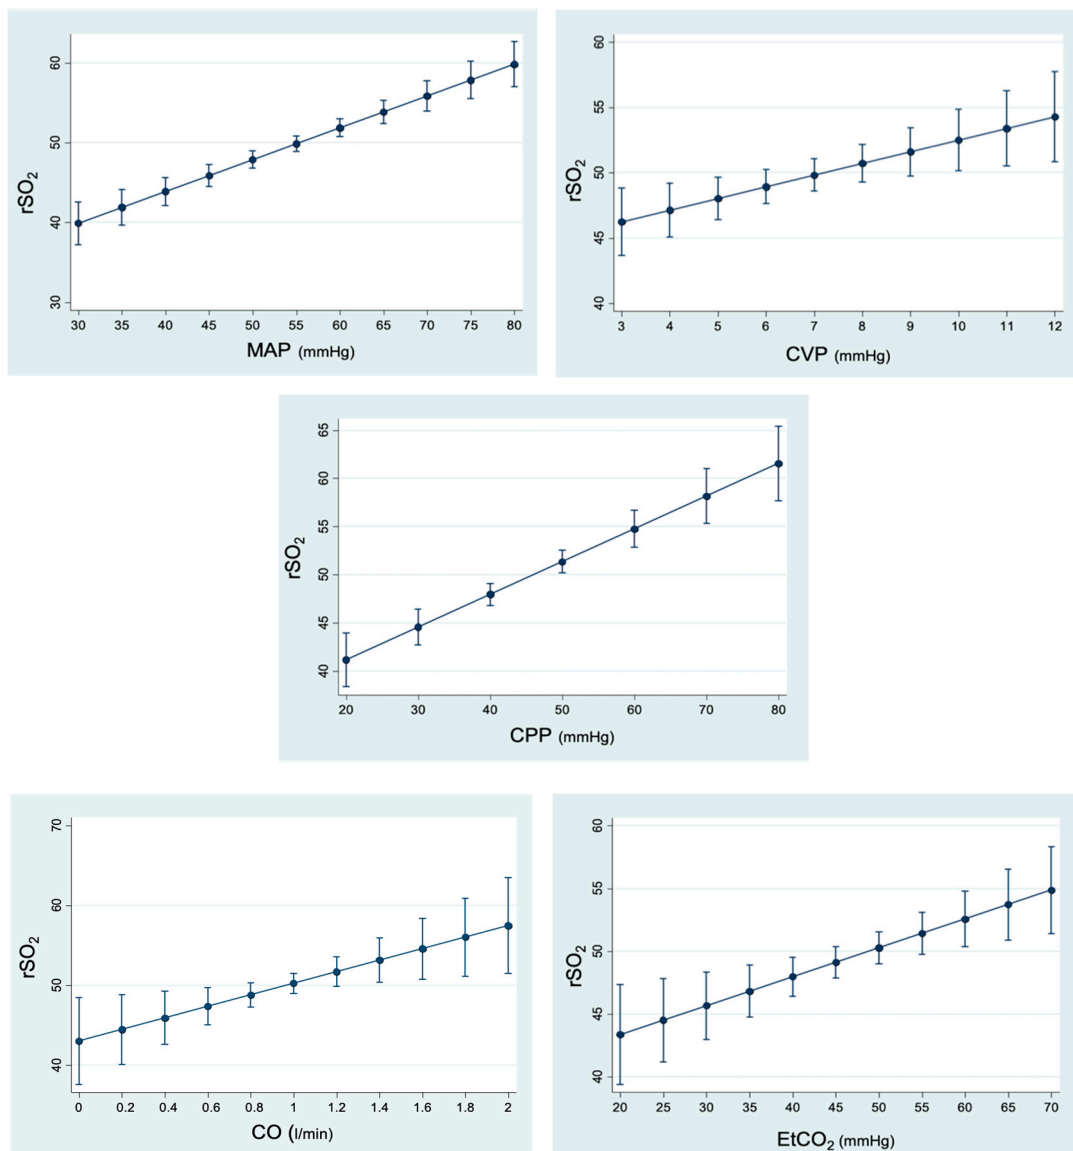 rSO2
60
50
40
30
30 35 40 45 50 55 60 65 70 75 80
MAP (mmHg)
rSO2
60
55
50
45
40
3 4 5 6 7 8 9 10 11 12
CVP (mmHg)
rSO2
65
60
55
50
45
40
20 30 40 50 60 70 80
CPP (mmHg)
rSO2
70
60
50
40
0 0.2 0.4 0.6 0.8 1 1.2 1.4 1.6 1.8 2
CO (l/min)
rSO2
60
55
50
45
40
20 25 30 35 40 45 50 55 60 65 70
EtCO2 (mmHg)